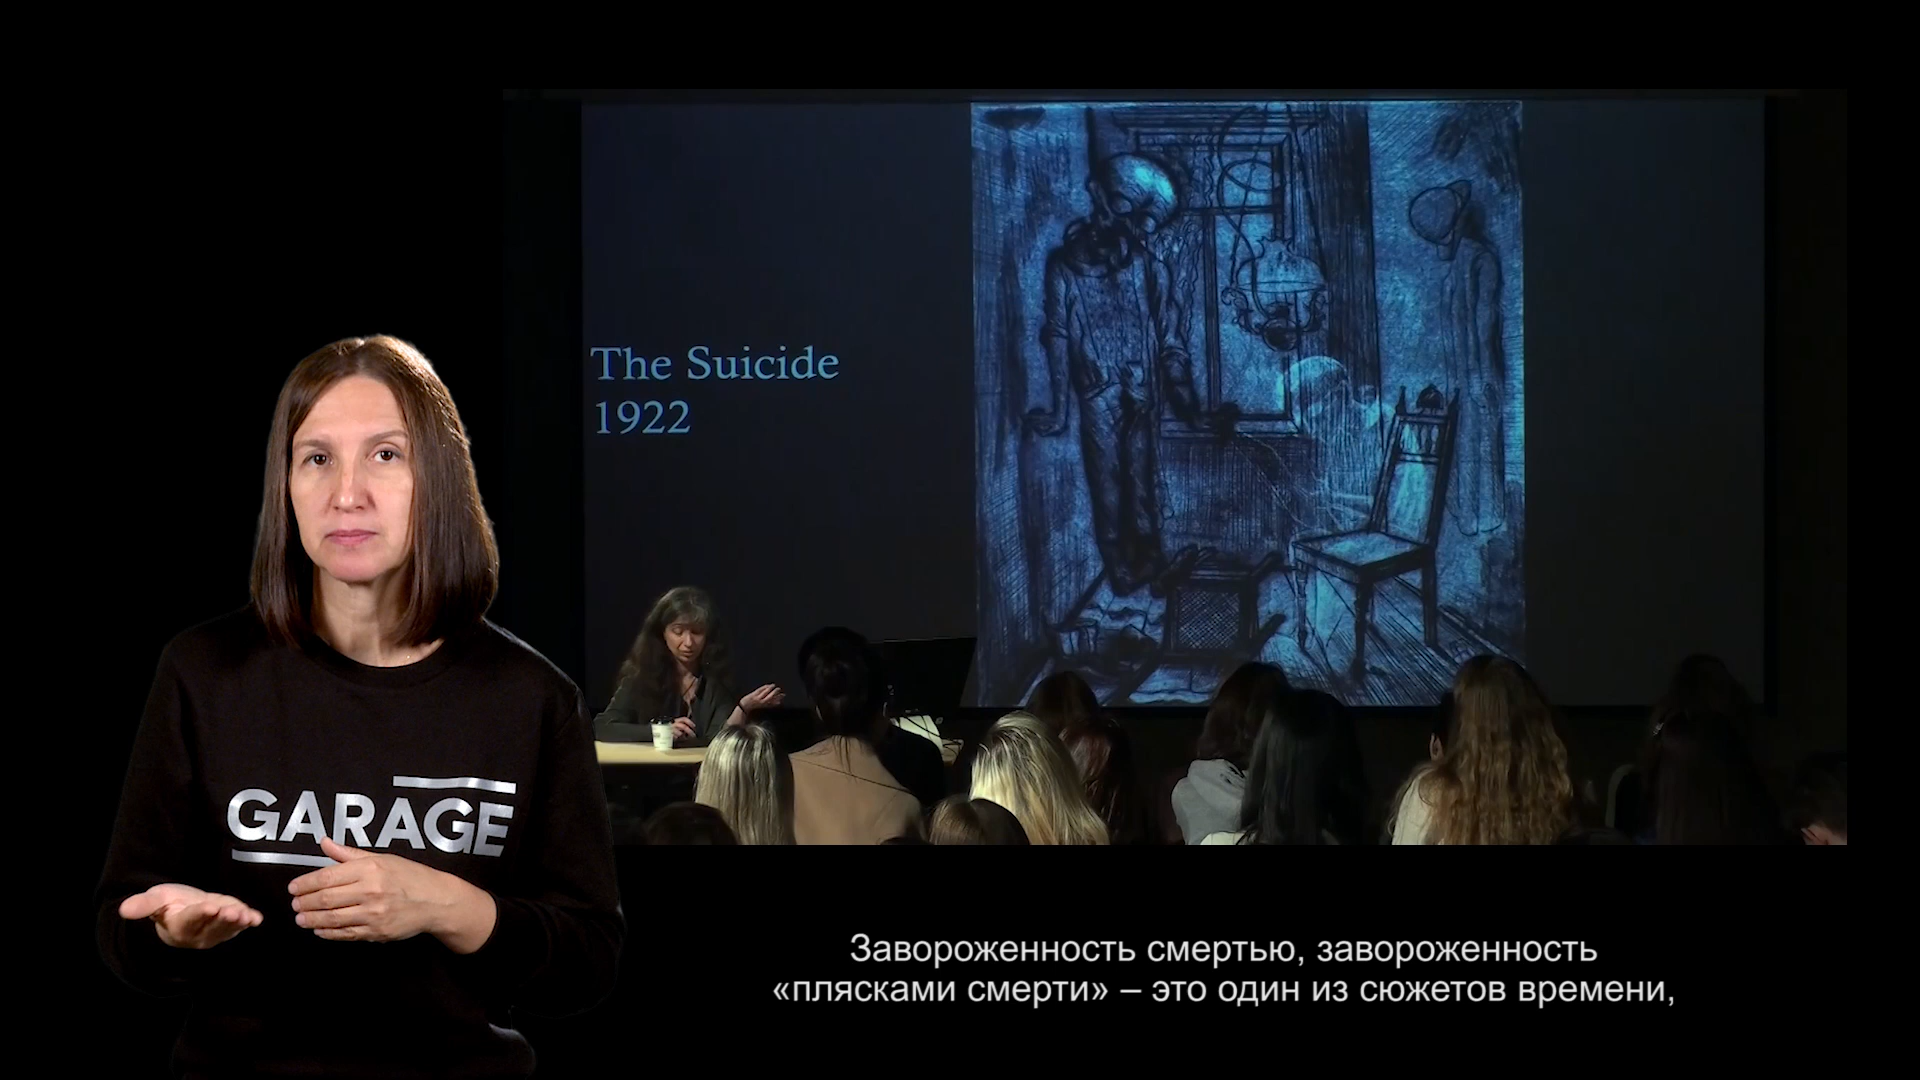 The Suicide
1922
GARAGE
Завороженность смертью, завороженность
«плясками смерти» – это один из сюжетов времени,